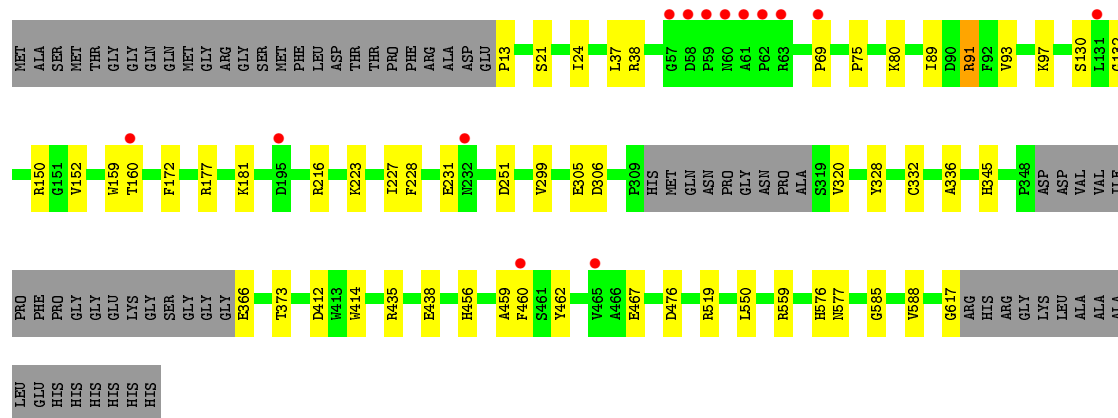 MET ALA SER MET THR GLY GLY GLN GLN MET GLY ARG GLY SER MET PHE LEU ASP THR THR PRO PHE ARG ALA ASP GLU P13 S21 I24 L37 R38 G57 D58 P59 N60 A61 P62 R63 P69 P75 K80 I89 D90 R91 F92 V93 K97 S130 L131 G132
R150 G151 V152 W159 T160 F172 R177 K181 D195 R216 K223 I227 F228 E231 N232 D251 V299 E305 D306 P309 HIS MET GLN ASN PRO GLY ASN PRO ALA S319 V320 Y328 C332 A336 H345 P348 ASP ASP VAL VAL ILE
PRO PHE PRO GLY GLY GLU LYS GLY SER GLY GLY GLY GLY E366 T373 D412 W413 W414 R435 E438 H456 A459 F460 S461 Y462 V465 A466 E467 D476 R519 L550 R559 H576 N577 G585 V588 G617 ARG HIS ARG GLY LYS LEU ALA ALA ALA
LEU GLU HIS HIS HIS HIS HIS HIS